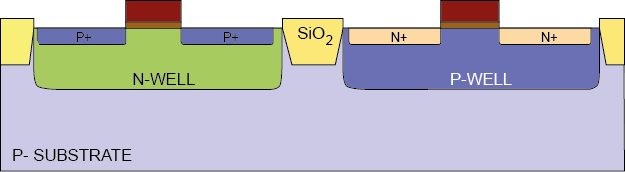 P+ P+ SiO2 N+ N+
N-WELL P-WELL
P- SUBSTRATE